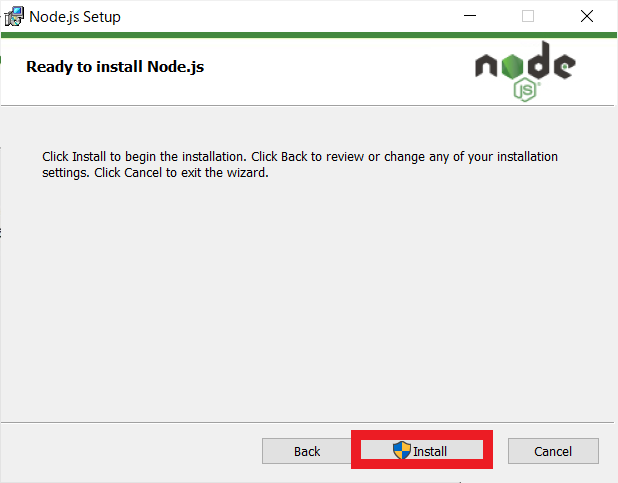 Node.js Setup
Ready to install Node.js
node
JS
Click Install to begin the installation. Click Back to review or change any of your installation
settings. Click Cancel to exit the wizard.
Back
Install
Cancel